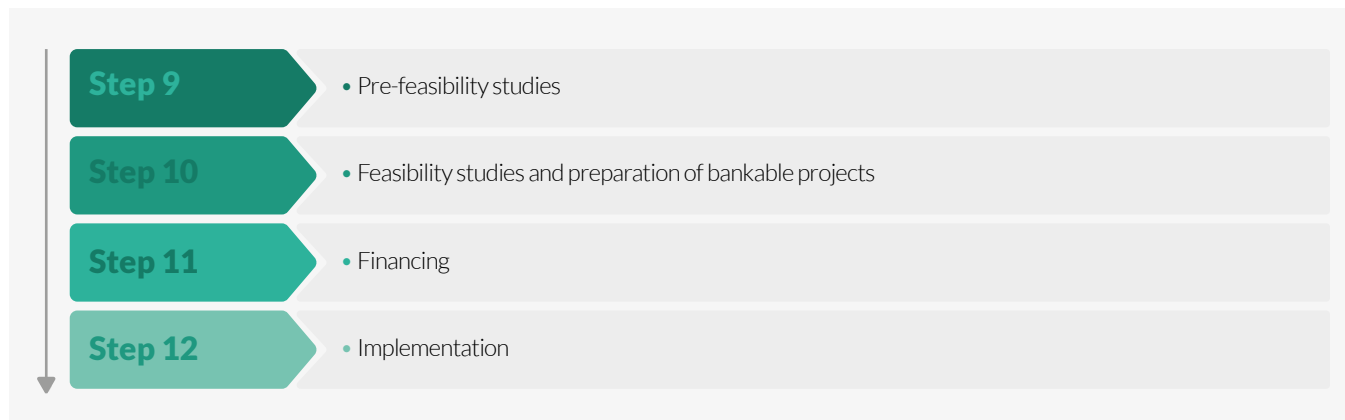 Step 9
• Pre-feasibility studies
Step 10
• Feasibility studies and preparation of bankable projects
Step 11
• Financing
Step 12
• Implementation